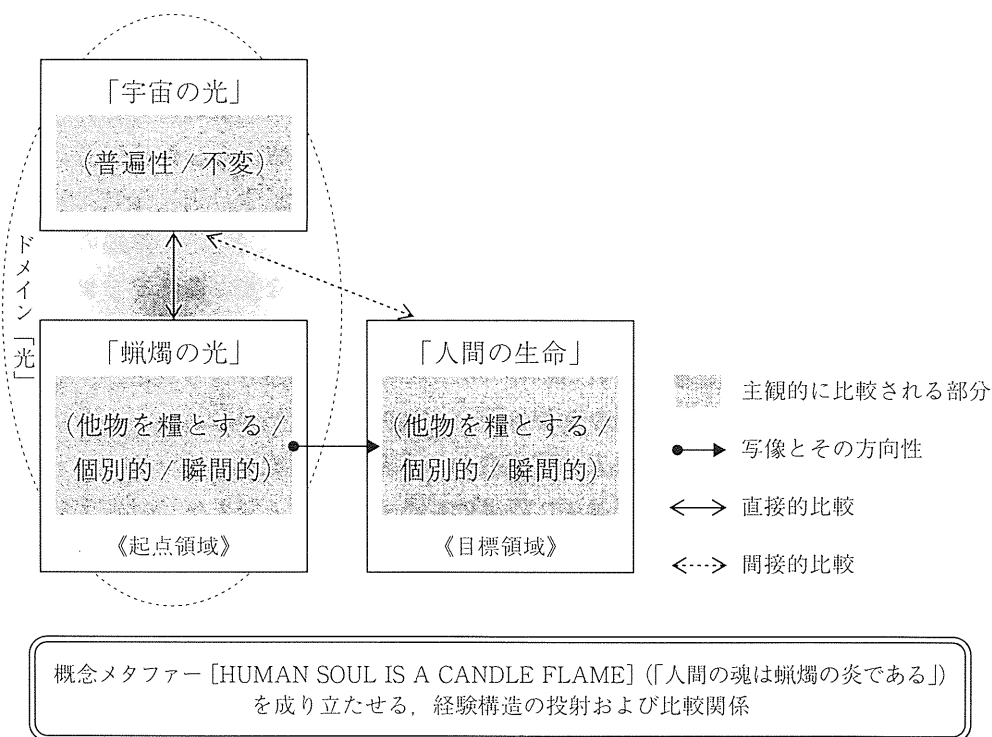 「宇宙の光」
(普遍性 / 不変)
ドメイン「光」
「蝋燭の光」
(他物を糧とする /
個別的 / 瞬間的)
《起点領域》
「人間の生命」
(他物を糧とする /
個別的 / 瞬間的)
《目標領域》
主観的に比較される部分
写像とその方向性
直接的比較
間接的比較
概念メタファー [HUMAN SOUL IS A CANDLE FLAME] (「人間の魂は蝋燭の炎である」)
を成り立たせる，経験構造の投射および比較関係